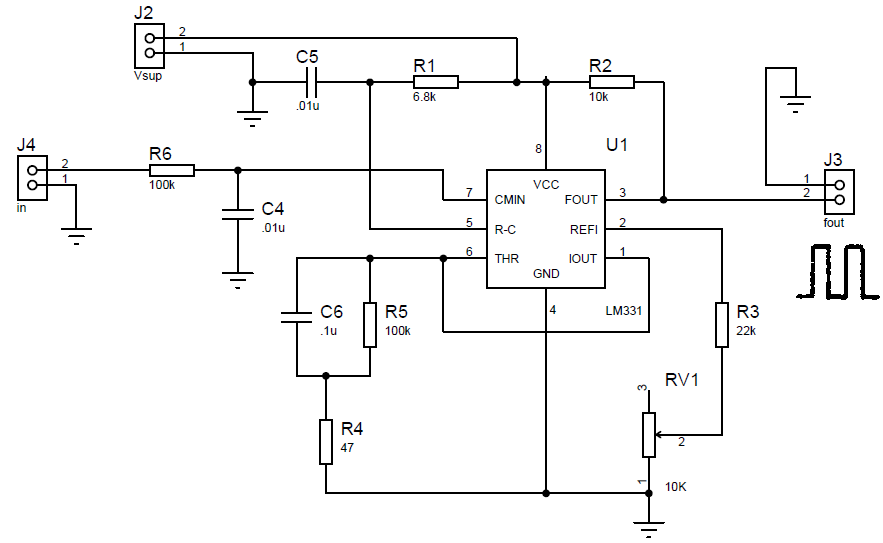 J2
2
1
Vsup
C5
.01u
R1
6.8k
R2
10k
8
U1
J4
2
1
in
R6
100k
C4
.01u
7
5
6
VCC
CMIN
FOUT
R-C
REFI
THR
IOUT
GND
3
2
1
4
LM331
J3
1
2
fout
C6
.1u
R5
100k
R3
22k
RV1
3
2
1
10K
R4
47